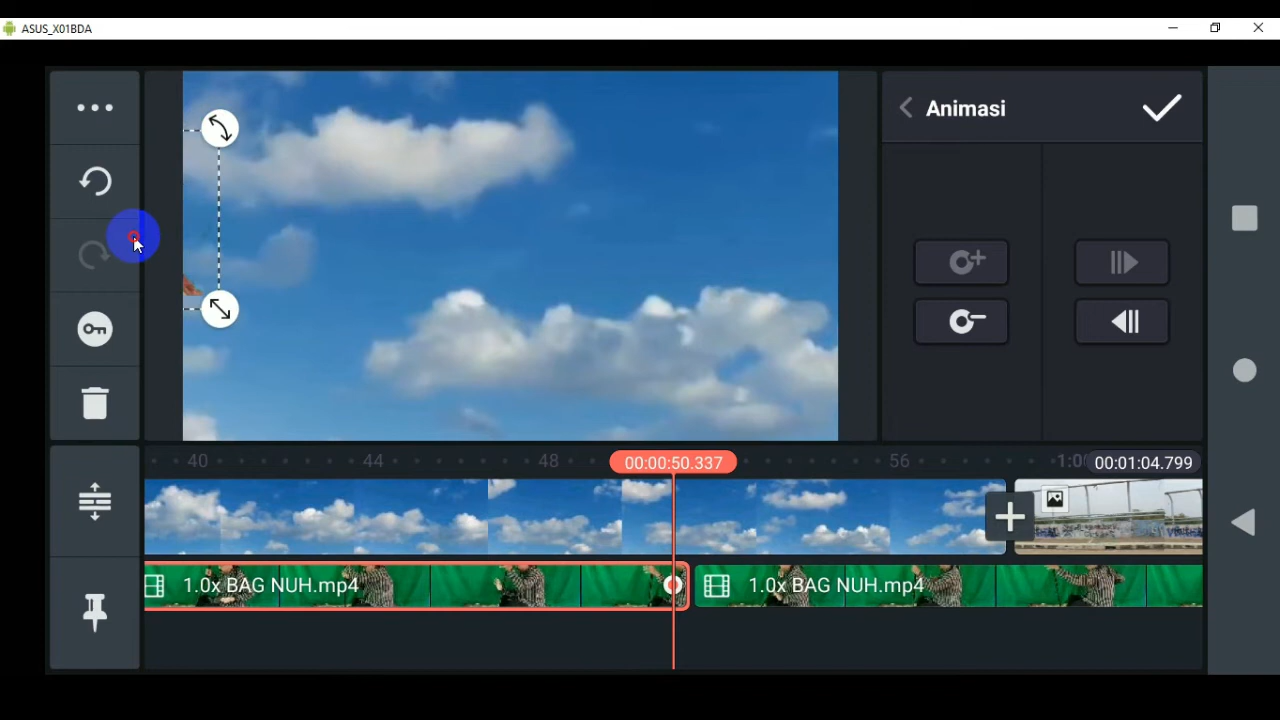 ASUS_X01BDA
Animasi
40
44
48
00:00:50.337
56
1:0
00:01:04.799
1.0x BAG NUH.mp4
1.0x BAG NUH.mp4